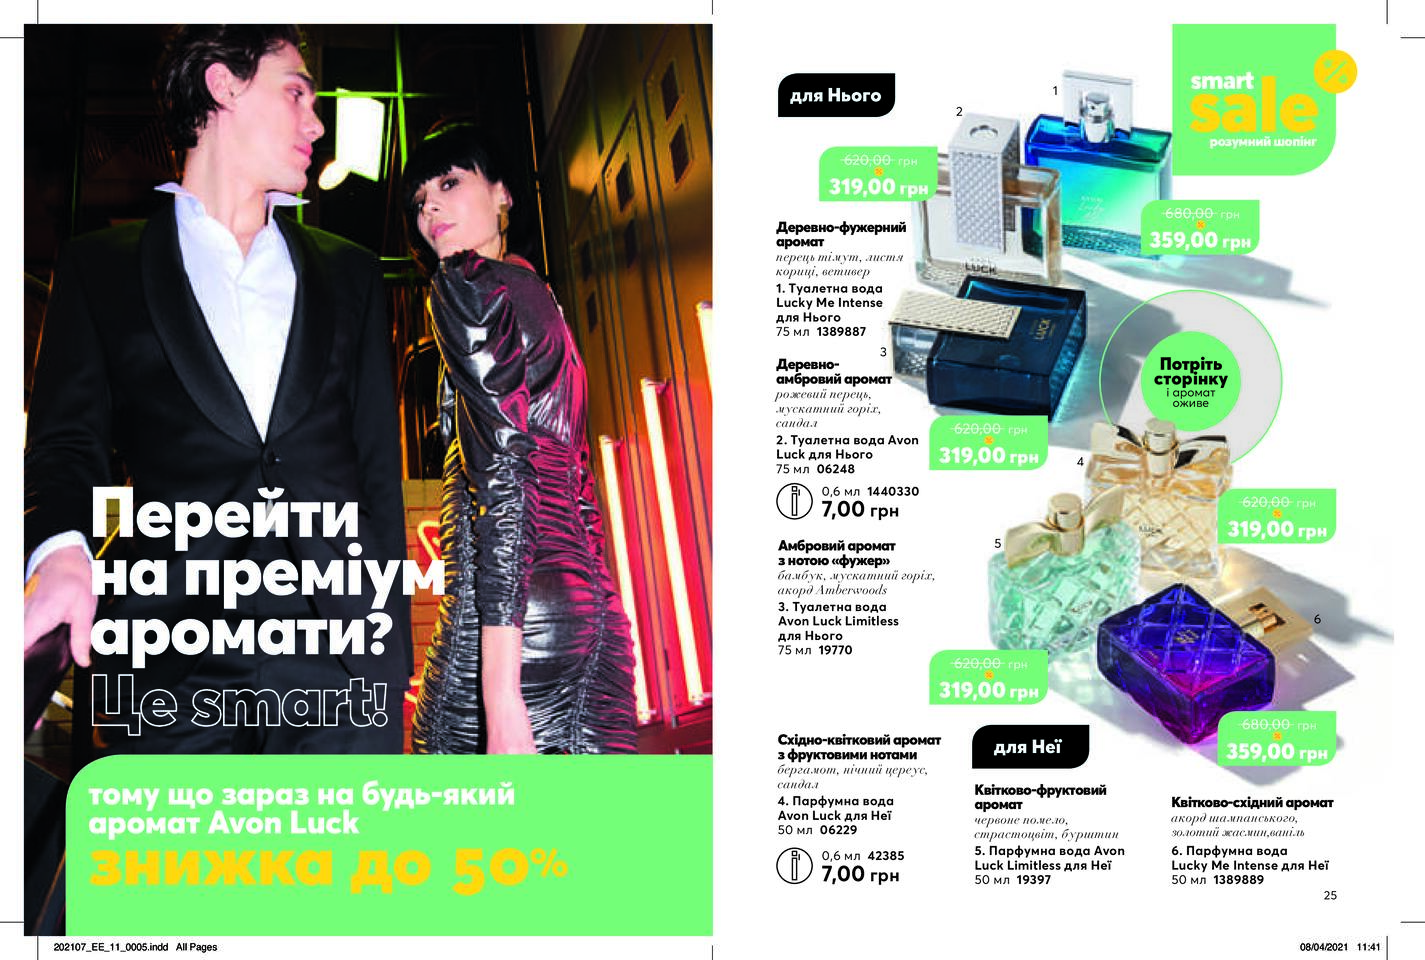 Перейти
на преміум
аромати?
Це smart!
тому що зараз на будь-який
аромат Avon Luck
знижка до 50%
для Нього
smart
sale
%
розумний шопінг
1
2
620,00 грн
%
319,00 грн
680,00 грн
%
359,00 грн
Деревно-фужерний
аромат
перець тімут, листя
кориці, ветивер
1. Туалетна вода
Lucky Me Intense
для Нього
75 мл 1389887
LUCK
LUCK
3
Деревно-
амбровий аромат
рожевий перець,
мускатний горіх,
сандал
2. Туалетна вода Avon
Luck для Нього
75 мл 06248
0,6 мл 1440330
7,00 грн
620,00 грн
%
319,00 грн
Потріть
сторінку
і аромат
оживе
4
620,00 грн
%
319,00 грн
LUCK
5
Амбровий аромат
з нотою «фужер»
бамбук, мускатний горіх,
акорд Amberwoods
3. Туалетна вода
Avon Luck Limitless
для Нього
75 мл 19770
6
620,00 грн
%
319,00 грн
680,00 грн
%
359,00 грн
Східно-квітковий аромат
з фруктовими нотами
бергамот, нічний цереус,
сандал
4. Парфумна вода
Avon Luck для Неї
50 мл 06229
0,6 мл 42385
7,00 грн
для Неї
Квітково-фруктовий
аромат
червоне помело,
страстоцвіт, бурштин
5. Парфумна вода Avon
Luck Limitless для Неї
50 мл 19397
Квітково-східний аромат
акорд шампанського,
золотий жасмин,ваніль
6. Парфумна вода
Lucky Me Intense для Неї
50 мл 1389889
25
202107_EE_11_0005.indd All Pages
08/04/2021 11:41